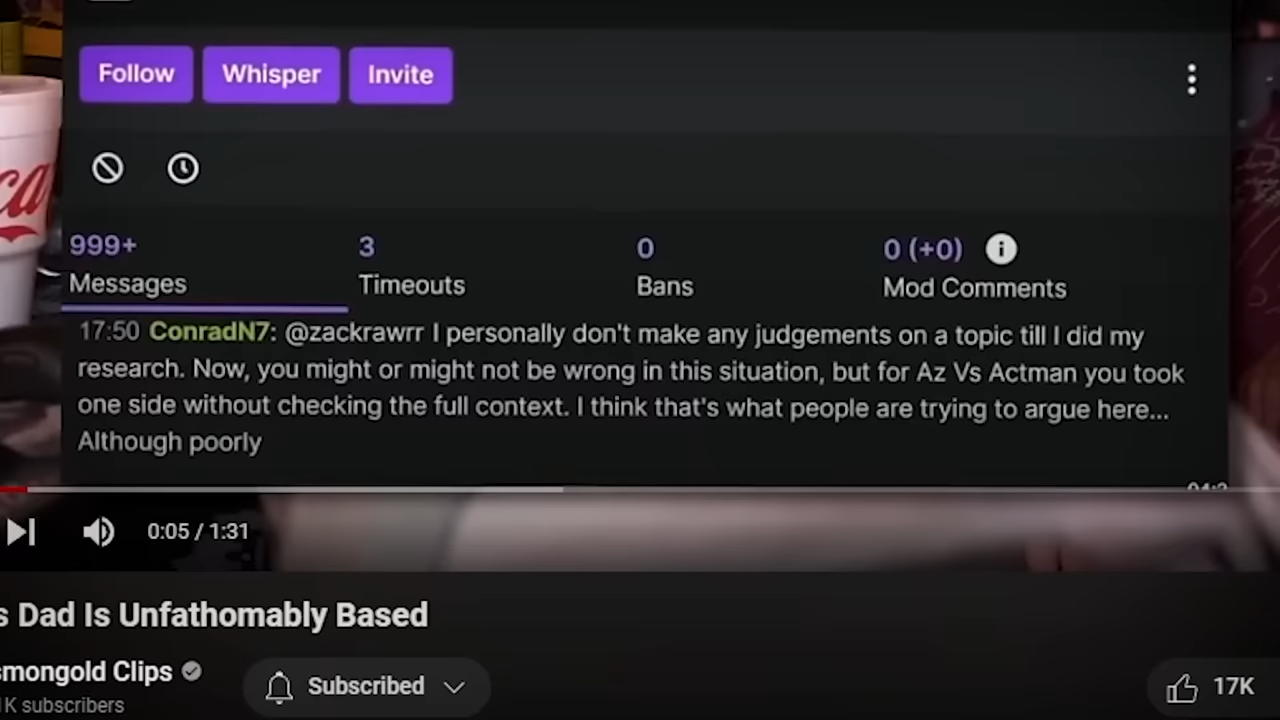 Follow Whisper Invite
999+ 3 0 0 (+0)
Messages Timeouts Bans Mod Comments
17:50 ConradN7: @zackrawrr I personally don't make any judgements on a topic till I did my
research. Now, you might or might not be wrong in this situation, but for Az Vs Actman you took
one side without checking the full context. I think that's what people are trying to argue here...
Although poorly
0:05 / 1:31
s Dad Is Unfathomably Based
smongold Clips
1K subscribers
Subscribed
17K